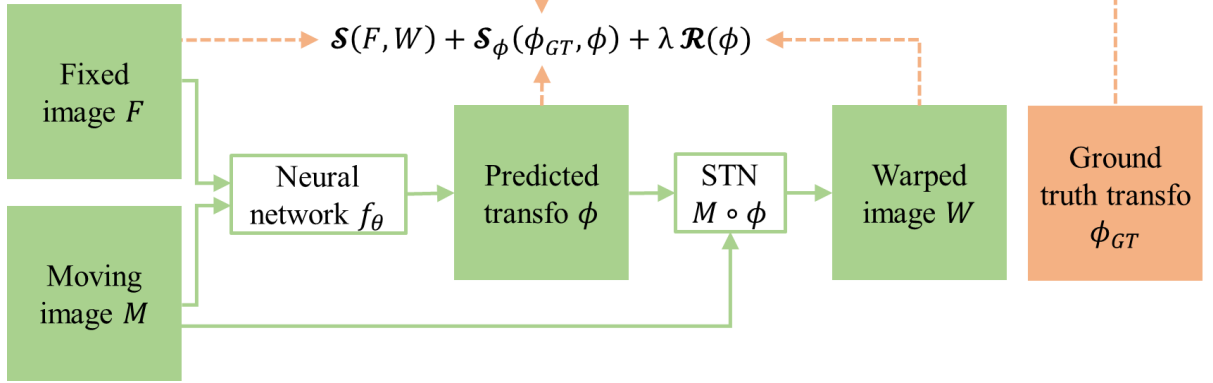 𝓢(F, W) + 𝓢_ϕ(ϕ_GT, ϕ) + λ 𝓡(ϕ)
Fixed
image F
Neural
network f_θ
Predicted
transfo ϕ
STN
M ∘ ϕ
Warped
image W
Ground
truth transfo
ϕ_GT
Moving
image M